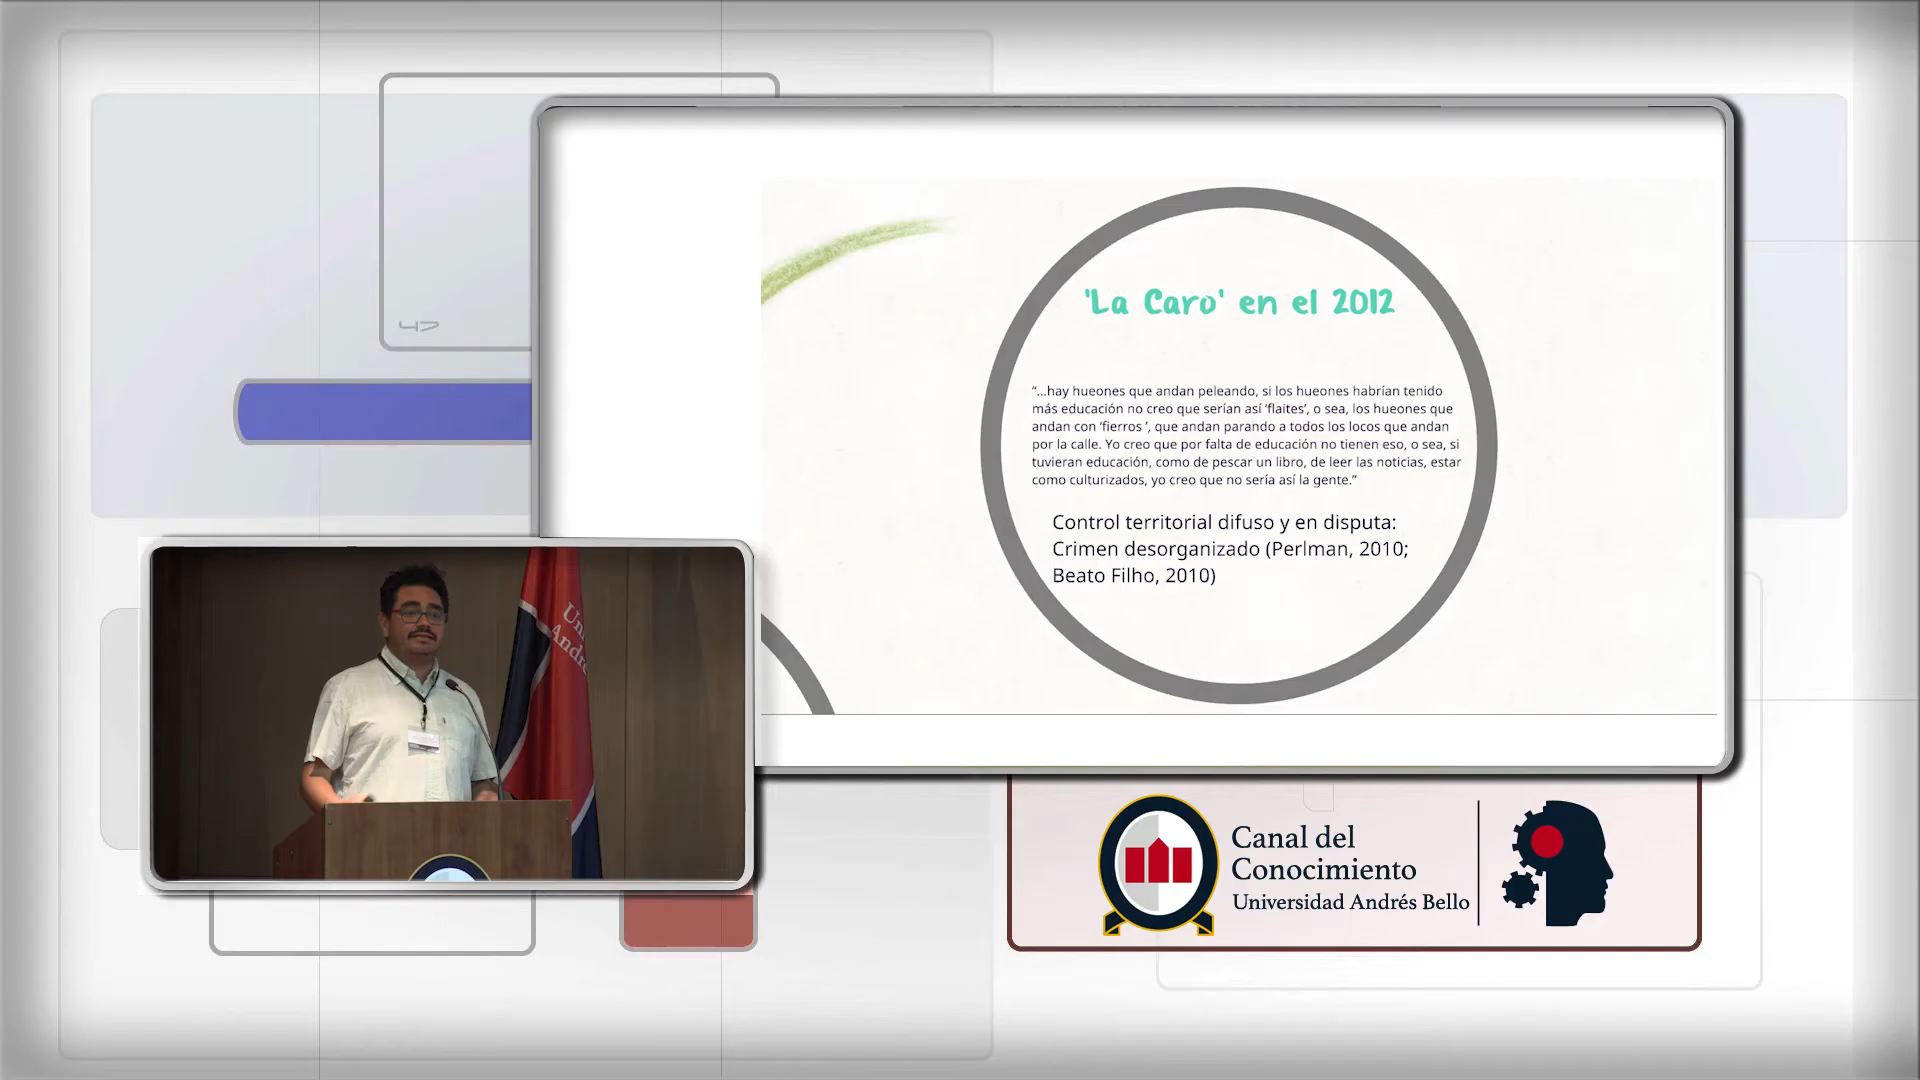 'La Caro' en el 2012
“...hay hueones que andan peleando, si los hueones habrían tenido
más educación no creo que serían así ‘flaites’, o sea, los hueones que
andan con ‘fierros ’, que andan parando a todos los locos que andan
por la calle. Yo creo que por falta de educación no tienen eso, o sea, si
tuvieran educación, como de pescar un libro, de leer las noticias, estar
como culturizados, yo creo que no sería así la gente.”
Control territorial difuso y en disputa:
Crimen desorganizado (Perlman, 2010;
Beato Filho, 2010)
Canal del
Conocimiento
Universidad Andrés Bello